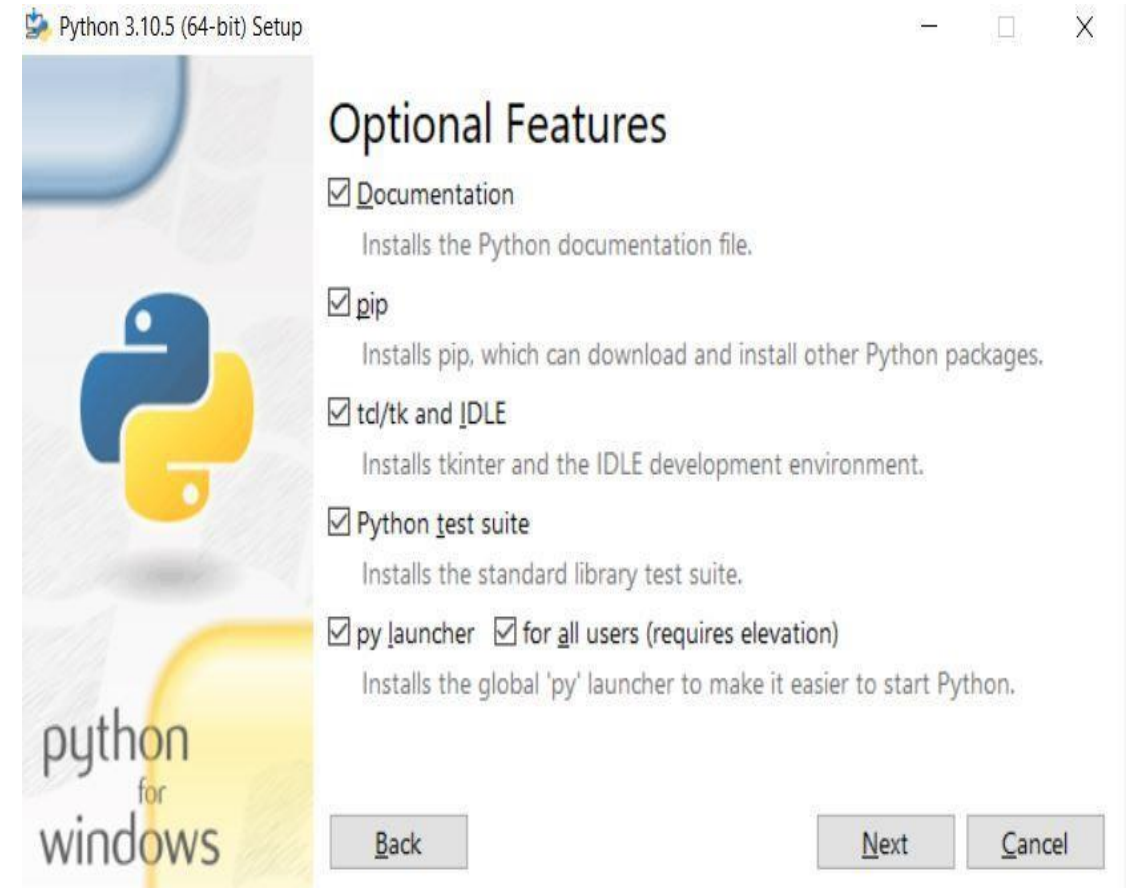 Python 3.10.5 (64-bit) Setup
Optional Features
Documentation
Installs the Python documentation file.
pip
Installs pip, which can download and install other Python packages.
tcl/tk and IDLE
Installs tkinter and the IDLE development environment.
Python test suite
Installs the standard library test suite.
py launcher for all users (requires elevation)
Installs the global 'py' launcher to make it easier to start Python.
python
for
windows
Back Next Cancel